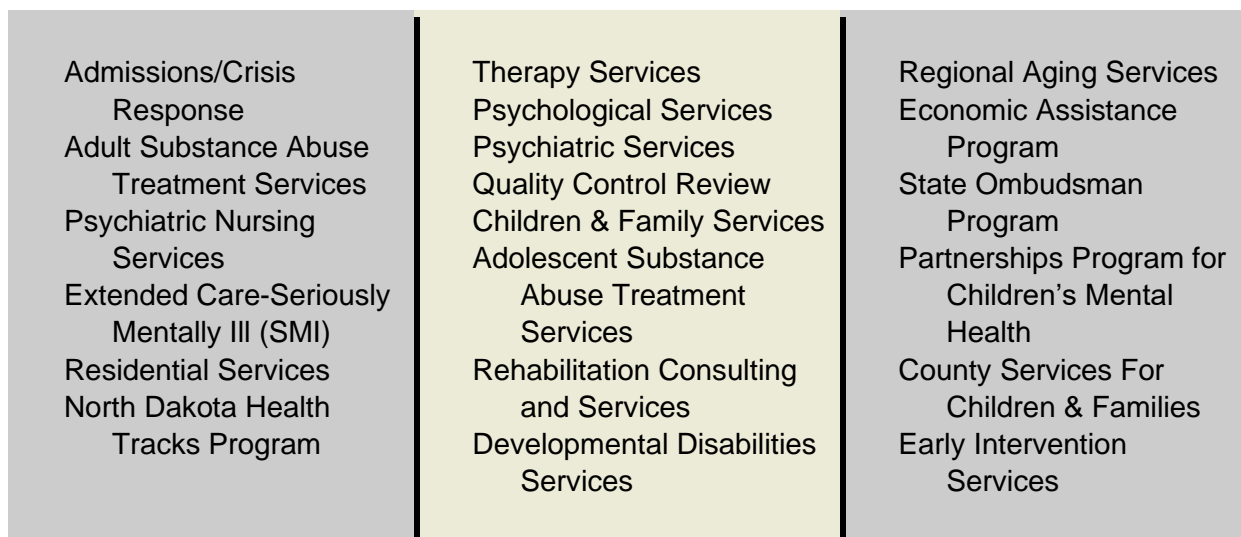 Admissions/Crisis
Response
Adult Substance Abuse
Treatment Services
Psychiatric Nursing
Services
Extended Care-Seriously
Mentally Ill (SMI)
Residential Services
North Dakota Health
Tracks Program
Therapy Services
Psychological Services
Psychiatric Services
Quality Control Review
Children & Family Services
Adolescent Substance
Abuse Treatment
Services
Rehabilitation Consulting
and Services
Developmental Disabilities
Services
Regional Aging Services
Economic Assistance
Program
State Ombudsman
Program
Partnerships Program for
Children’s Mental
Health
County Services For
Children & Families
Early Intervention
Services